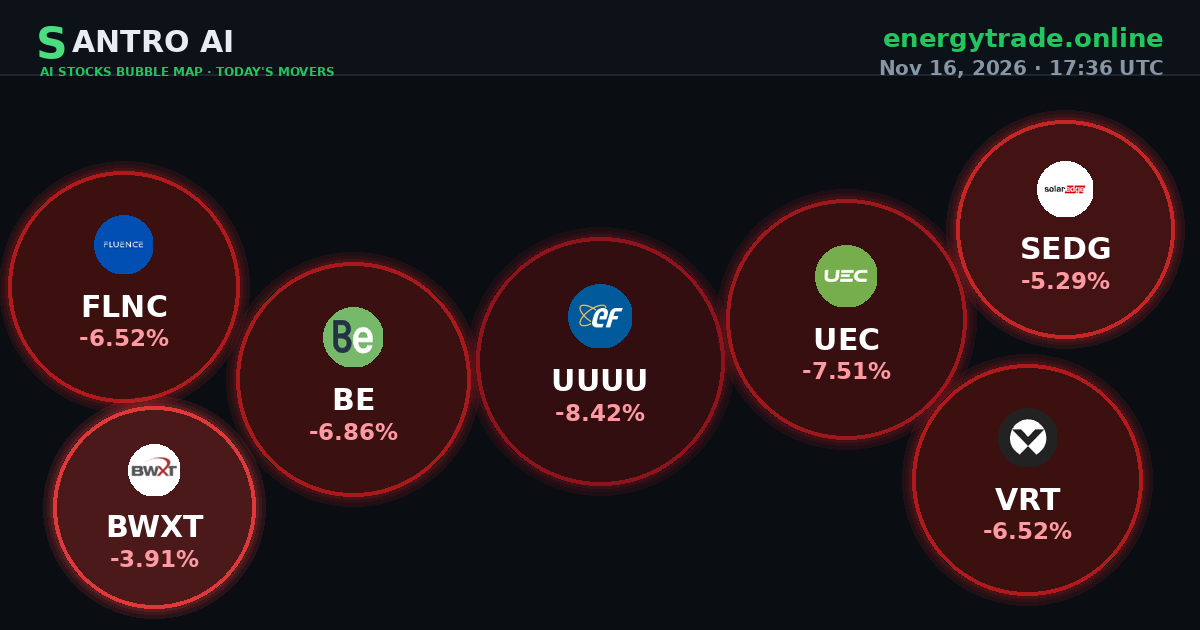 SANTRO AI
AI STOCKS BUBBLE MAP · TODAY'S MOVERS
energytrade.online
Nov 16, 2026 · 17:36 UTC
FLUENCE
FLNC
-6.52%
BWXT
BWXT
-3.91%
Be
BE
-6.86%
eF
UUUU
-8.42%
UEC
UEC
-7.51%
solaredge
SEDG
-5.29%
VRT
-6.52%